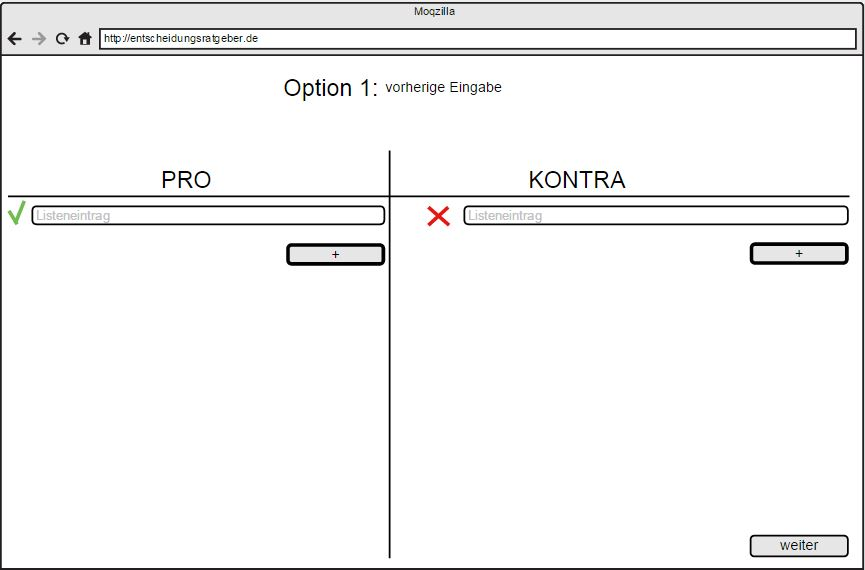 Moqzilla
http://entscheidungsratgeber.de
Option 1: vorherige Eingabe
PRO KONTRA
Listeneintrag Listeneintrag
+ +
weiter